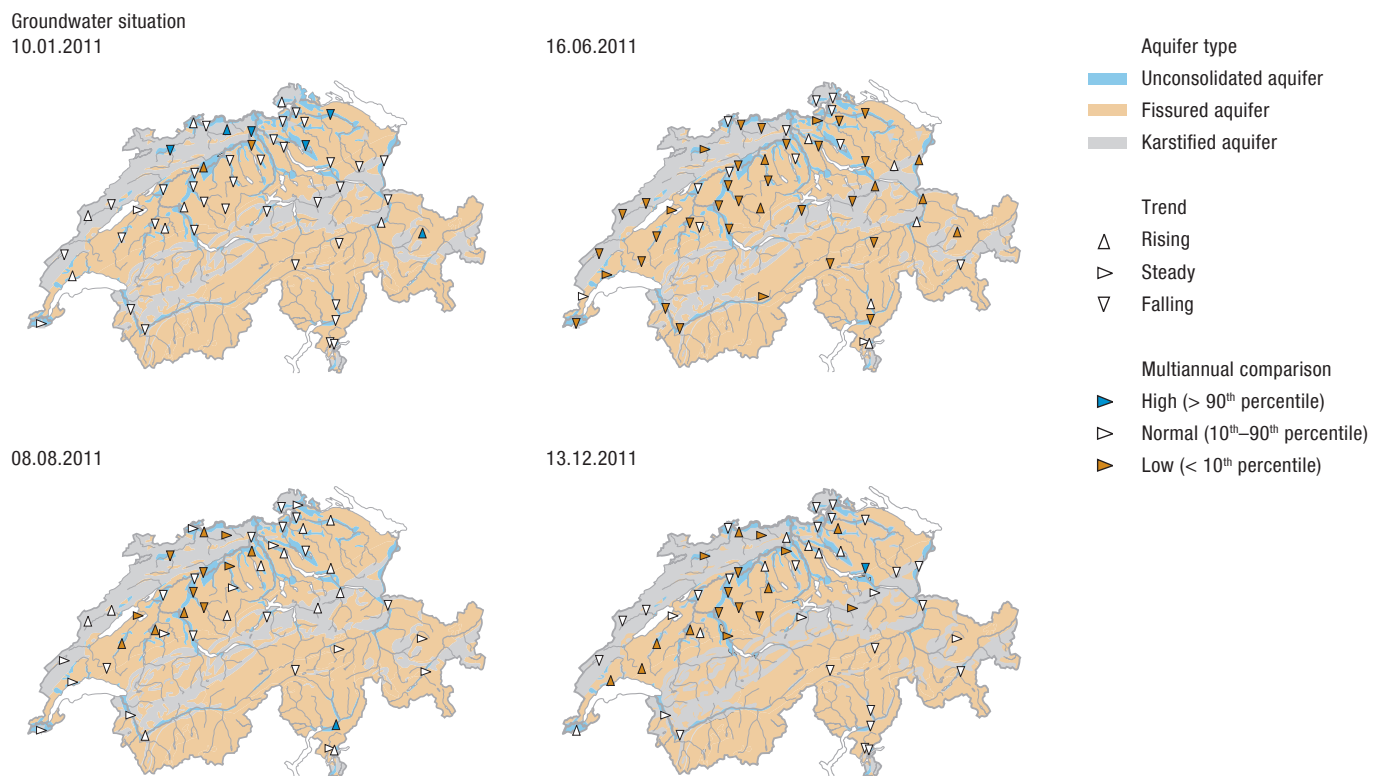 Groundwater situation
10.01.2011
16.06.2011
08.08.2011
13.12.2011
Aquifer type
Unconsolidated aquifer
Fissured aquifer
Karstified aquifer
Trend
Rising
Steady
Falling
Multiannual comparison
High (> 90th percentile)
Normal (10th–90th percentile)
Low (< 10th percentile)